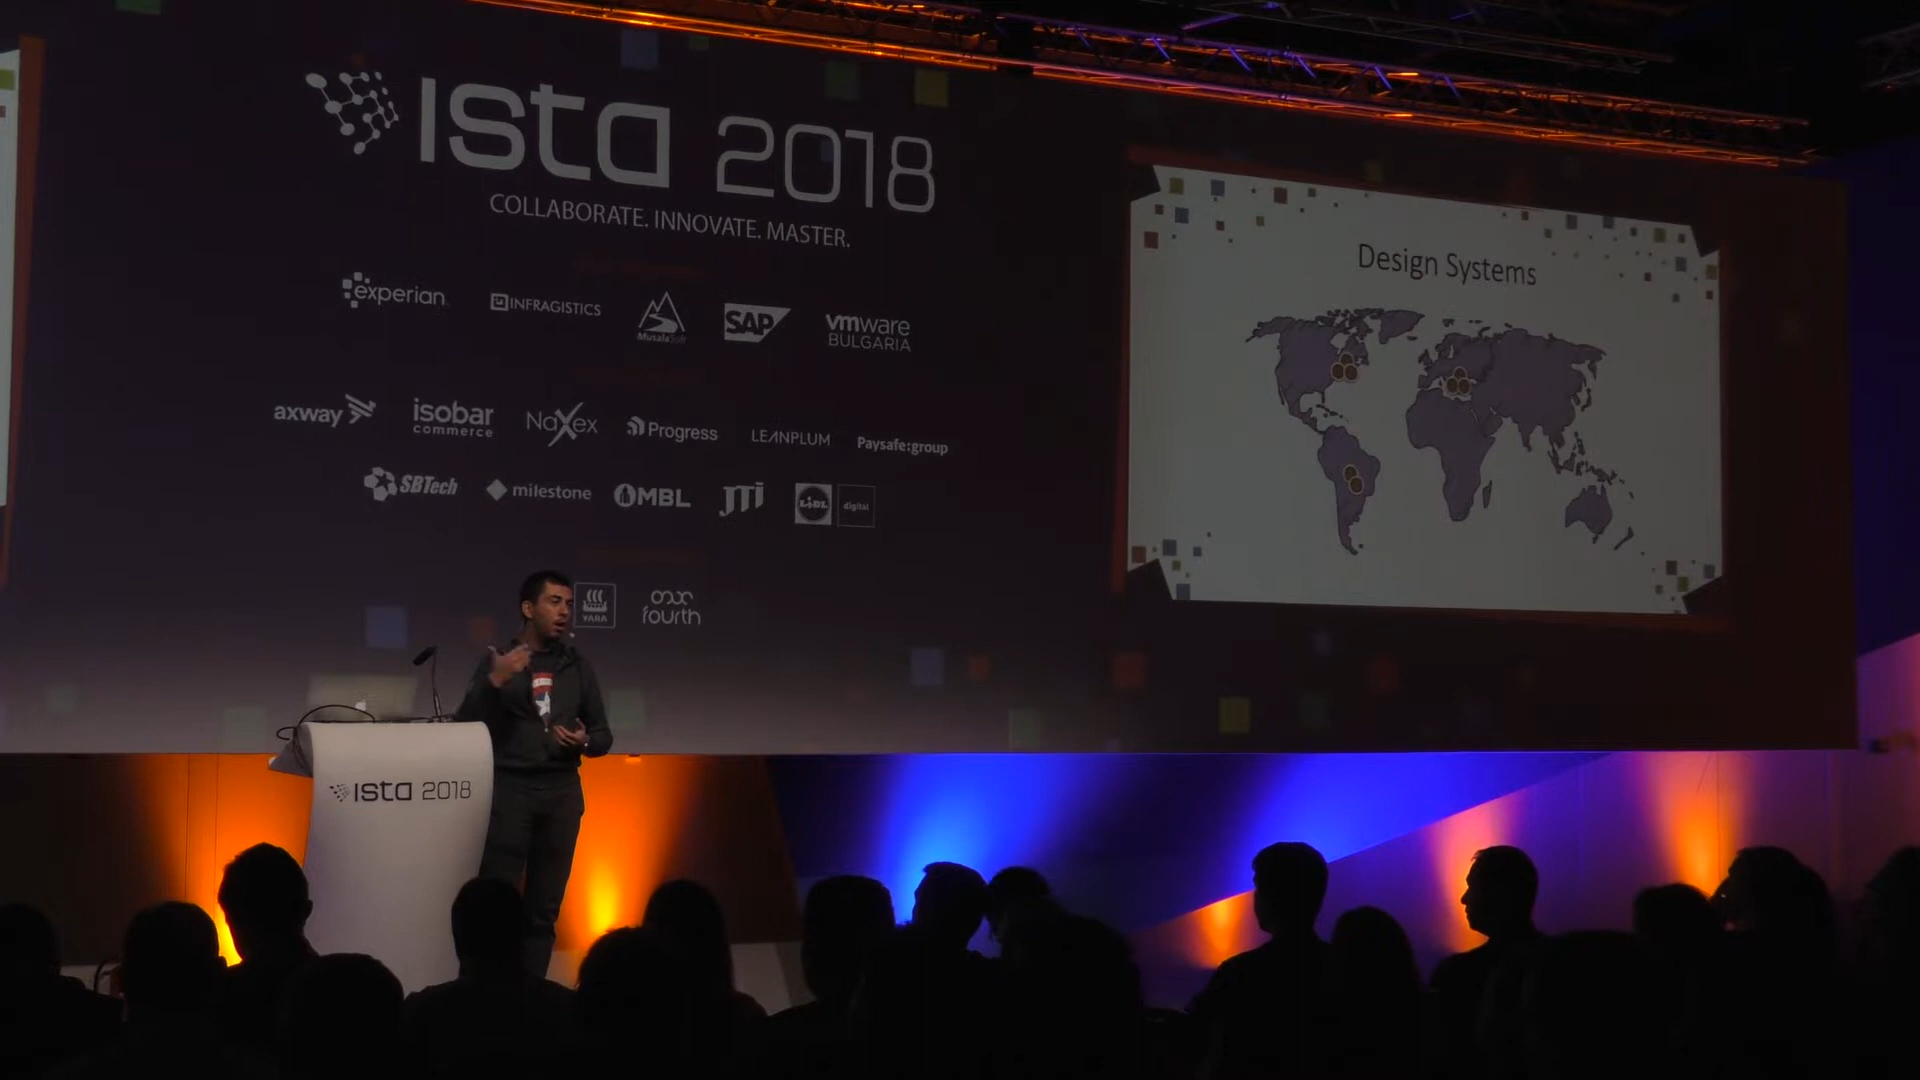 ista 2018
COLLABORATE. INNOVATE. MASTER.
experian
INFRAGISTICS
MusalaSoft
SAP
vmware
BULGARIA
axway
isobar
commerce
NaXex
Progress
LEANPLUM
Paysafe:group
SBTech
milestone
MBL
JTI
LiDL
digital
YARA
fourth
Design Systems
ista 2018